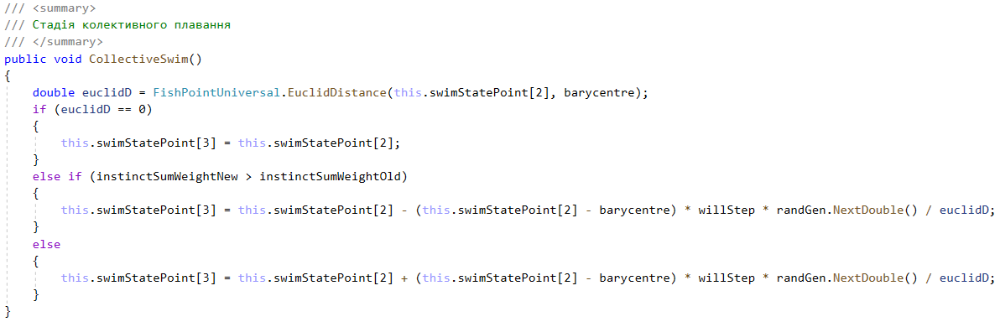 /// <summary>
/// Стадія колективного плавання
/// </summary>
public void CollectiveSwim()
{
    double euclidD = FishPointUniversal.EuclidDistance(this.swimStatePoint[2], barycentre);
    if (euclidD == 0)
    {
        this.swimStatePoint[3] = this.swimStatePoint[2];
    }
    else if (instinctSumWeightNew > instinctSumWeightOld)
    {
        this.swimStatePoint[3] = this.swimStatePoint[2] - (this.swimStatePoint[2] - barycentre) * willStep * randGen.NextDouble() / euclidD;
    }
    else
    {
        this.swimStatePoint[3] = this.swimStatePoint[2] + (this.swimStatePoint[2] - barycentre) * willStep * randGen.NextDouble() / euclidD;
    }
}